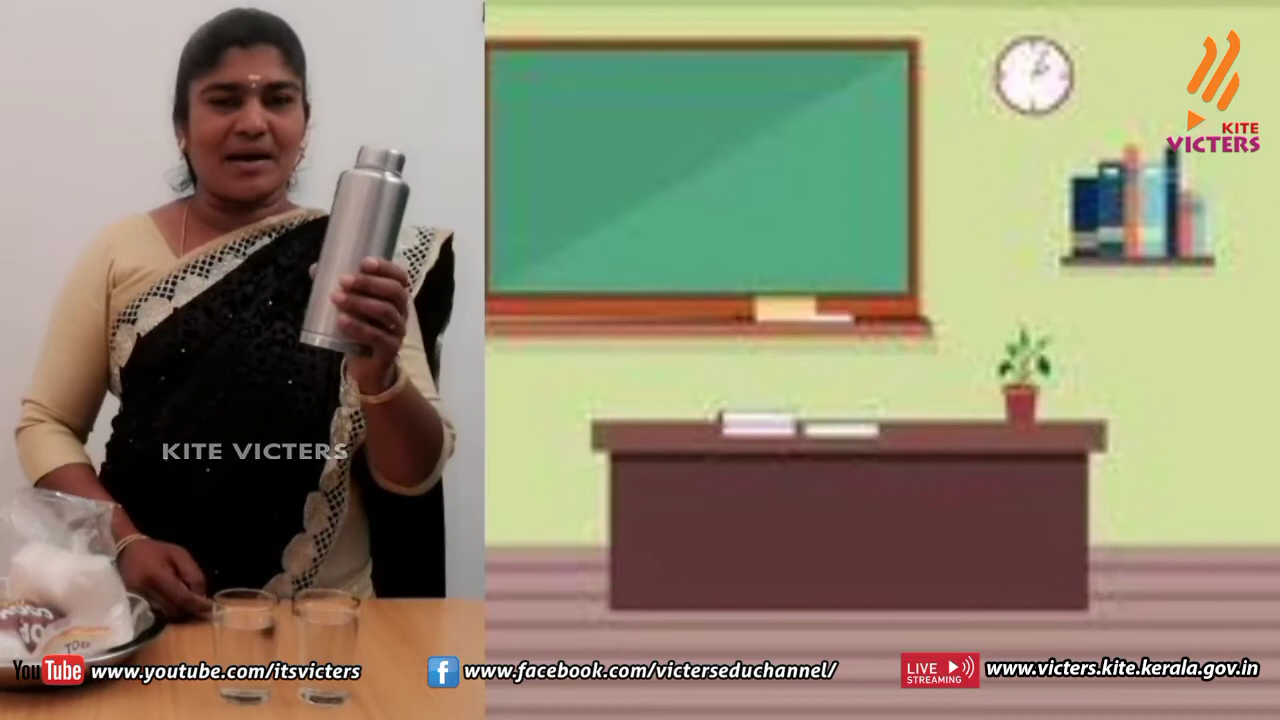 KITE
VICTERS
KITE VICTERS
YouTube www.youtube.com/itsvicters
f www.facebook.com/victerseduchannel/
LIVE
STREAMING
www.victers.kite.kerala.gov.in